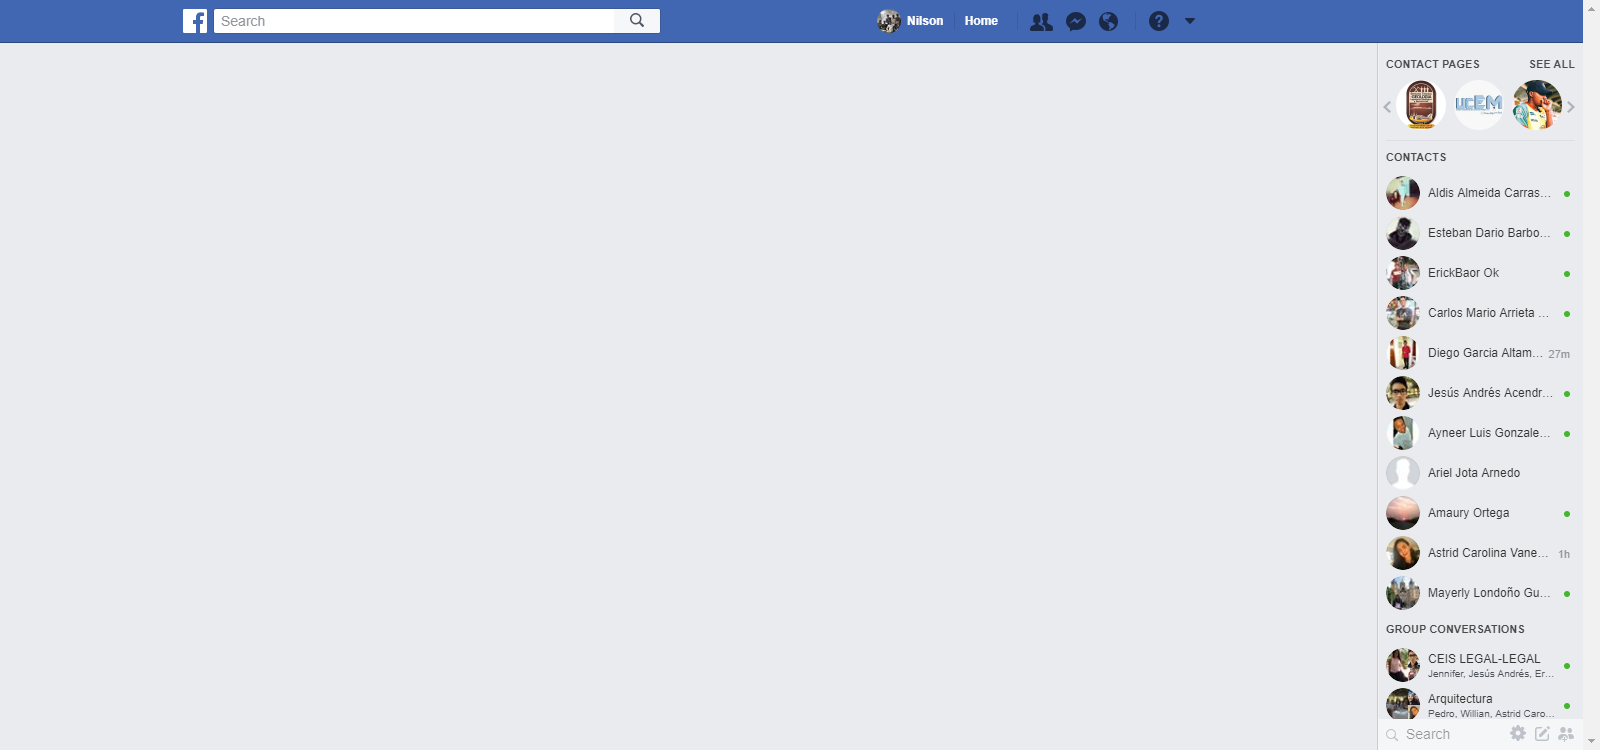 Search
Nilson
Home
CONTACT PAGES
SEE ALL
UCEM
CONTACTS
Aldis Almeida Carras...
Esteban Dario Barbo...
ErickBaor Ok
Carlos Mario Arrieta ...
Diego Garcia Altam... 27m
Jesús Andrés Acendr...
Ayneer Luis Gonzale...
Ariel Jota Arnedo
Amaury Ortega
Astrid Carolina Vane... 1h
Mayerly Londoño Gu...
GROUP CONVERSATIONS
CEIS LEGAL-LEGAL
Jennifer, Jesús Andrés, Er...
Arquitectura
Pedro, Willian, Astrid Caro...
Search